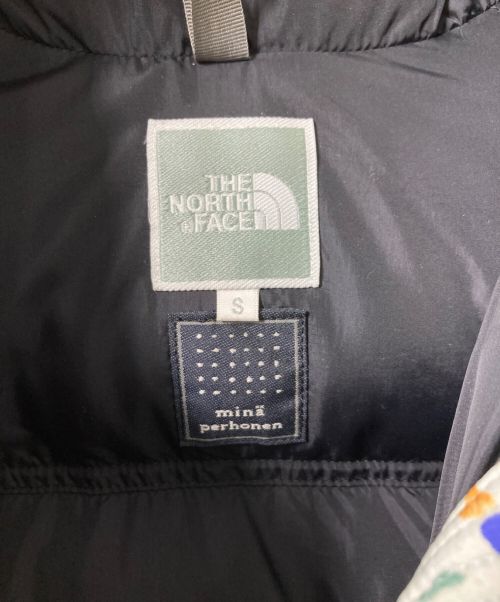 THE
NORTH
®FACE
S
minä
perhonen